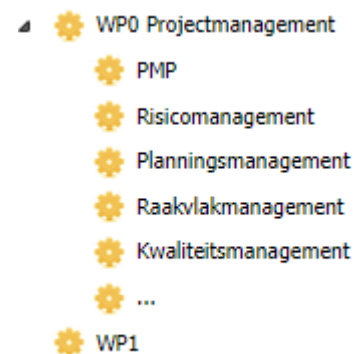 WP0 Projectmanagement
PMP
Risicomanagement
Planningsmanagement
Raakvlakmanagement
Kwaliteitsmanagement
...
WP1